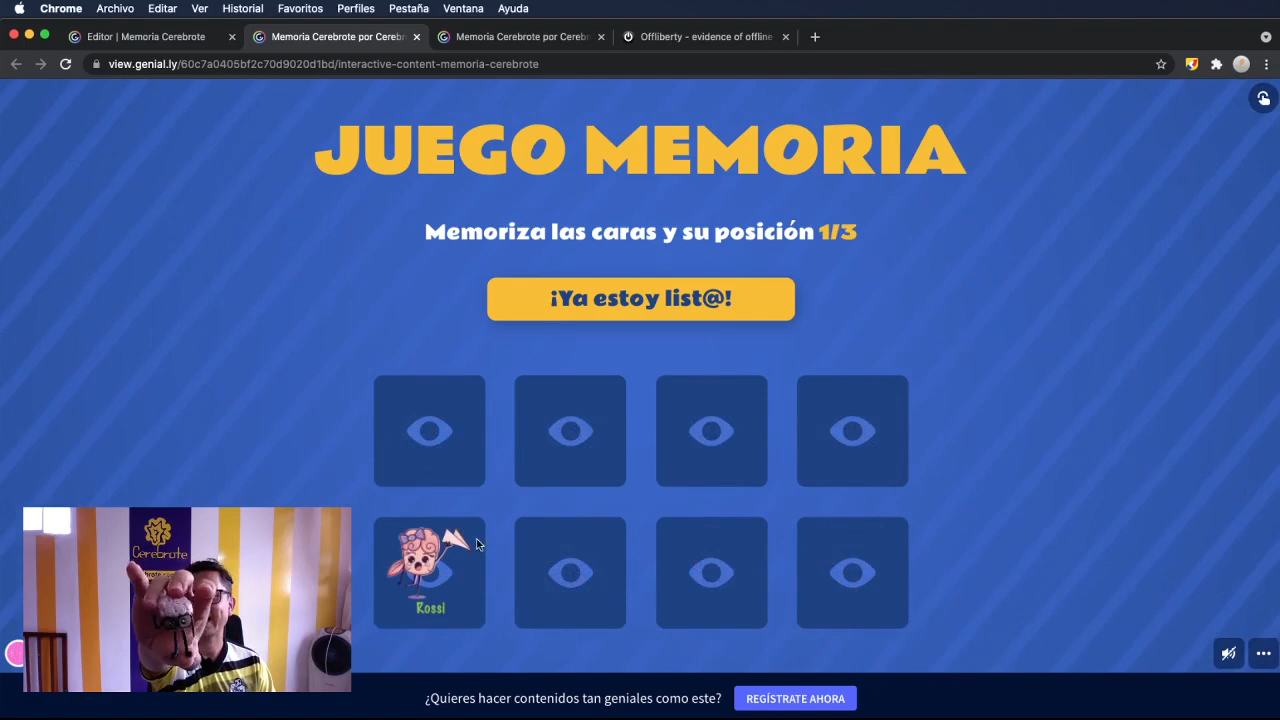 Chrome Archivo Editar Ver Historial Favoritos Perfiles Pestaña Ventana Ayuda
Editor | Memoria Cerebrote
Memoria Cerebrote por Cerebr
Memoria Cerebrote por Cereb
Offliberty - evidence of offline
view.genial.ly/60c7a0405bf2c70d9020d1bd/interactive-content-memoria-cerebrote
JUEGO MEMORIA
Memoriza las caras y su posición 1/3
¡Ya estoy list@!
Cerebrote
Rossi
¿Quieres hacer contenidos tan geniales como este?
REGÍSTRATE AHORA